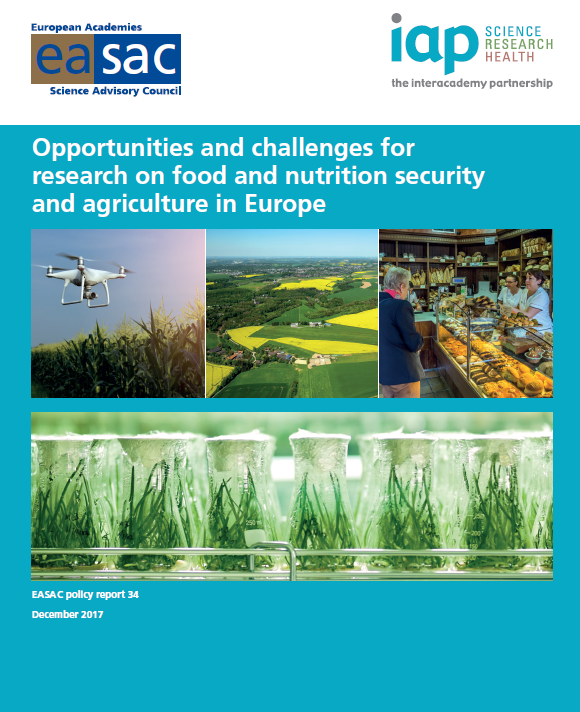 European Academies
easac
Science Advisory Council
iap
SCIENCE
RESEARCH
HEALTH
the interacademy partnership
Opportunities and challenges for
research on food and nutrition security
and agriculture in Europe
250
EASAC policy report 34
December 2017